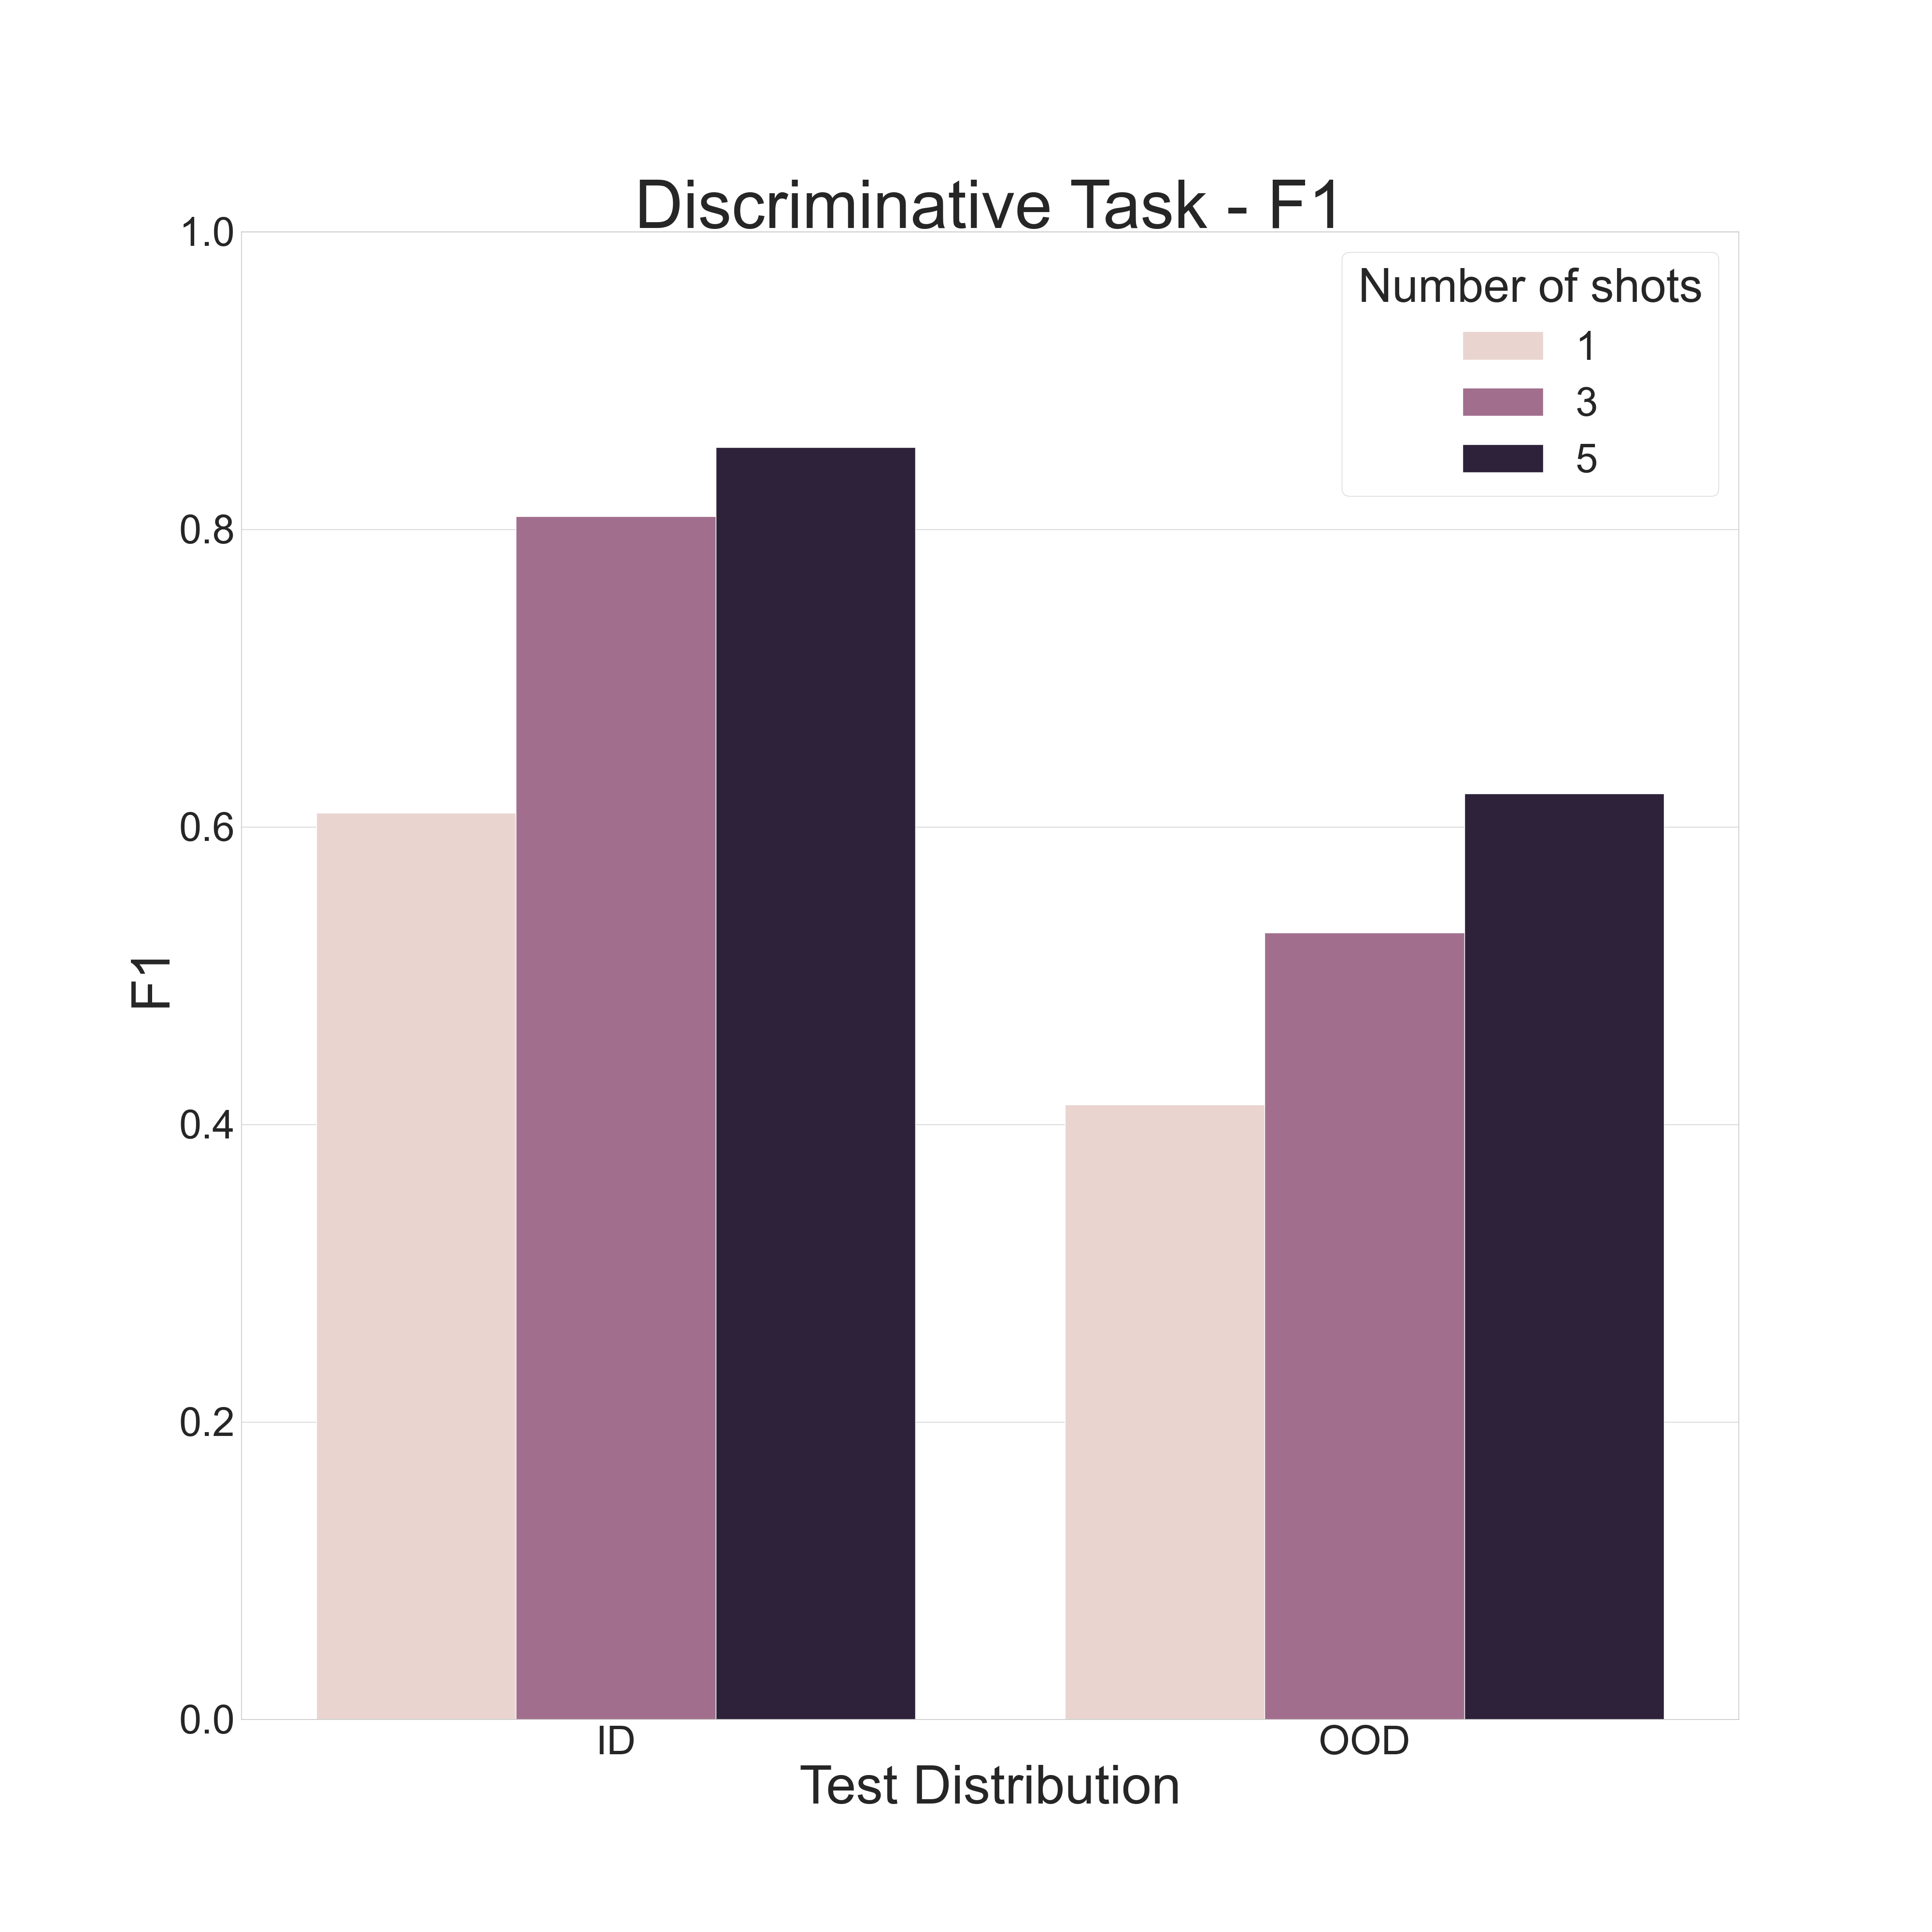 Discriminative Task - F1
1.0
0.8
0.6
0.4
0.2
0.0
F1
Number of shots
1
3
5
ID
OOD
Test Distribution